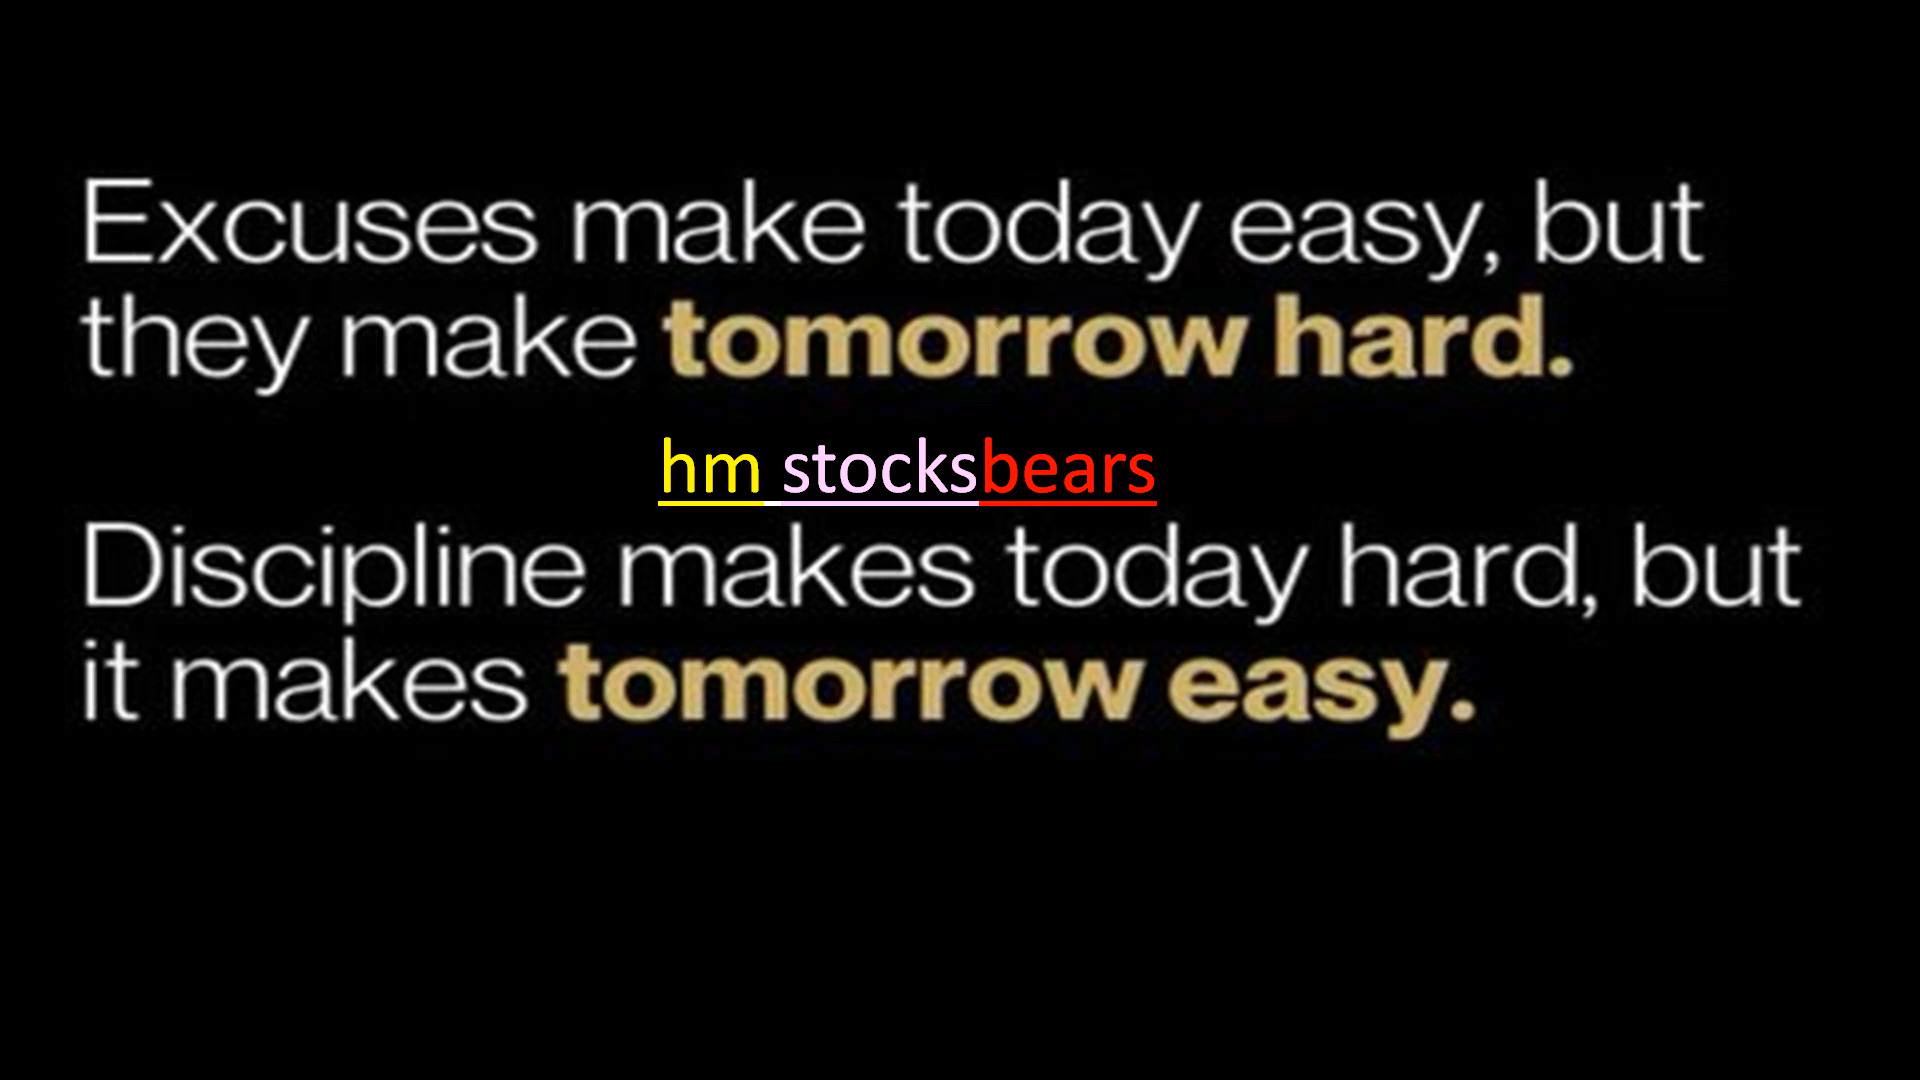 Excuses make today easy, but
they make tomorrow hard.
hm stocksbears
Discipline makes today hard, but
it makes tomorrow easy.